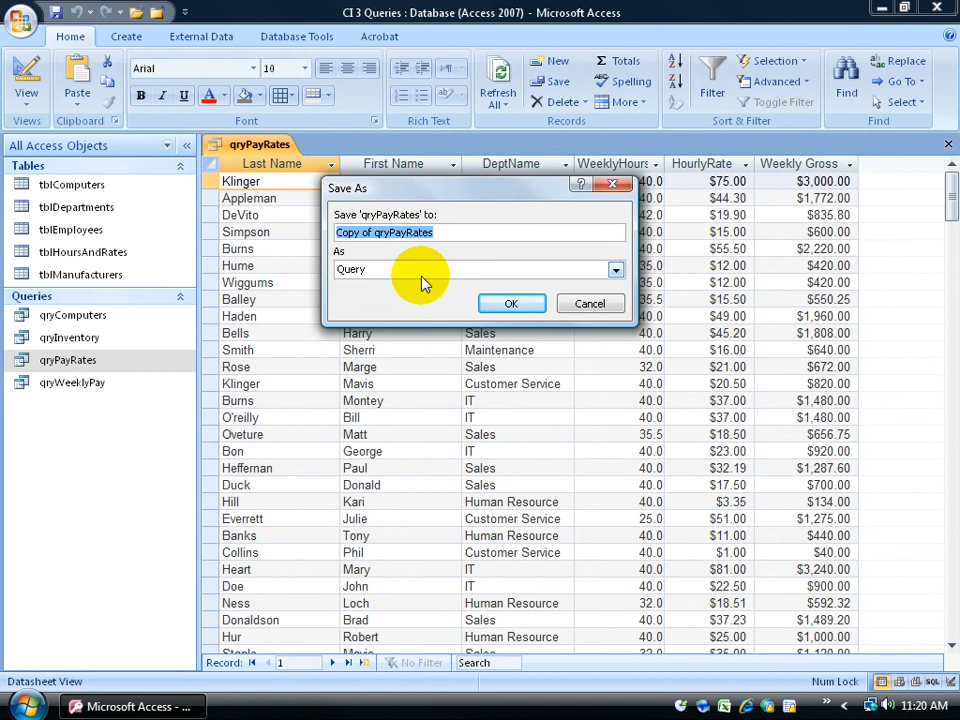 CI 3 Queries : Database (Access 2007) - Microsoft Access
Home Create External Data Database Tools Acrobat
View
Views
Paste
Clipboard
Arial 10
B I U A
Font
Rich Text
Refresh All
New
Save
Delete
Totals
Spelling
More
Records
Filter
Selection
Advanced
Toggle Filter
Sort & Filter
Find
Replace
Go To
Select
Find
All Access Objects
Tables
tblComputers
tblDepartments
tblEmployees
tblHoursAndRates
tblManufacturers
Queries
qryComputers
qryInventory
qryPayRates
qryWeeklyPay
qryPayRates
Last Name First Name DeptName WeeklyHours HourlyRate Weekly Gross
Save As
Save 'qryPayRates' to:
Copy of qryPayRates
As
Query
OK Cancel
Klinger 40.0 $75.00 $3,000.00
Appleman $44.30 $1,772.00
DeVito 42.0 $19.90 $835.80
Simpson 40.0 $15.00 $600.00
Burns 40.0 $55.50 $2,220.00
Hume 35.0 $12.00 $420.00
Wiggums 35.0 $12.00 $420.00
Balley 35.5 $15.50 $550.25
Haden 40.0 $49.00 $1,960.00
Bells Harry Sales 40.0 $45.20 $1,808.00
Smith Sherri Maintenance 40.0 $16.00 $640.00
Rose Marge Sales 32.0 $21.00 $672.00
Klinger Mavis Customer Service 40.0 $20.50 $820.00
Burns Montey IT 40.0 $37.00 $1,480.00
O'reilly Bill IT 40.0 $37.00 $1,480.00
Oveture Matt Sales 35.5 $18.50 $656.75
Bon George IT 40.0 $23.00 $920.00
Heffernan Paul Sales 40.0 $32.19 $1,287.60
Duck Donald Sales 40.0 $17.50 $700.00
Hill Kari Human Resource 40.0 $3.35 $134.00
Everrett Julie Customer Service 25.0 $51.00 $1,275.00
Banks Tony Human Resource 40.0 $11.00 $440.00
Collins Phil Customer Service 40.0 $1.00 $40.00
Heart Mary IT 40.0 $81.00 $3,240.00
Doe John IT 40.0 $22.50 $900.00
Ness Loch Human Resource 32.0 $18.51 $592.32
Donaldson Brad Sales 40.0 $37.23 $1,489.20
Hur Robert Human Resource 40.0 $25.00 $1,000.00
Staple Mavis Customer Service 35.0 $32.00 $1,120.00
Record: 1 No Filter Search
Datasheet View Num Lock SQL
Microsoft Access - ... 11:20 AM